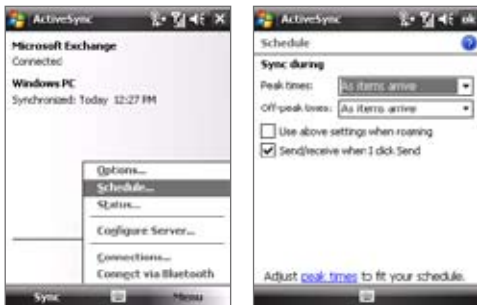 ActiveSync
Microsoft Exchange
Connected
Windows PC
Synchronized: Today 12:27 PM
Options...
Schedule...
Status...
Configure Server...
Connections...
Connect via Bluetooth
Sync
Menu
ActiveSync
ok
Schedule
Sync during
Peak times: As items arrive
Off-peak times: As items arrive
Use above settings when roaming
Send/receive when I click Send
Adjust peak times to fit your schedule.